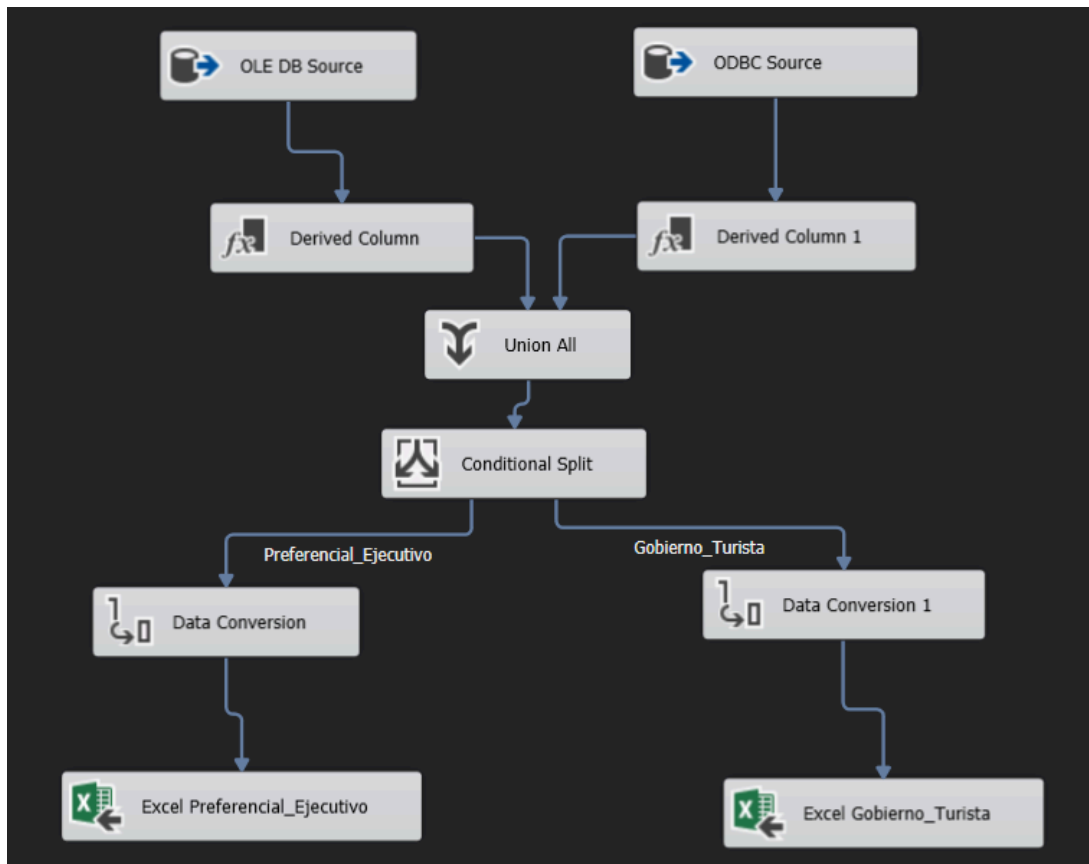 OLE DB Source
ODBC Source
Derived Column
Derived Column 1
Union All
Conditional Split
Preferencial_Ejecutivo
Gobierno_Turista
Data Conversion
Data Conversion 1
Excel Preferencial_Ejecutivo
Excel Gobierno_Turista